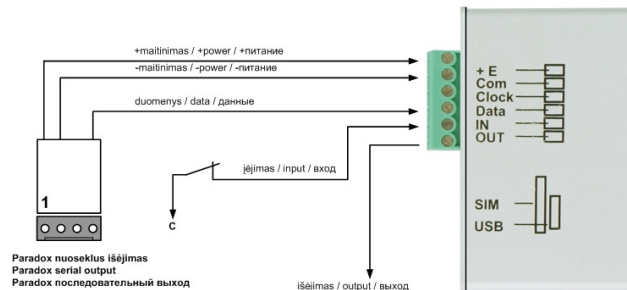 +maitinimas / +power / +питание
-maitinimas / -power / -питание
duomenys / data / данные
įėjimas / input / вход
C
1
Paradox nuoseklus išėjimas
Paradox serial output
Paradox последовательный выход
išėjimas / output / выход
+ E
Com
Clock
Data
IN
OUT
SIM
USB